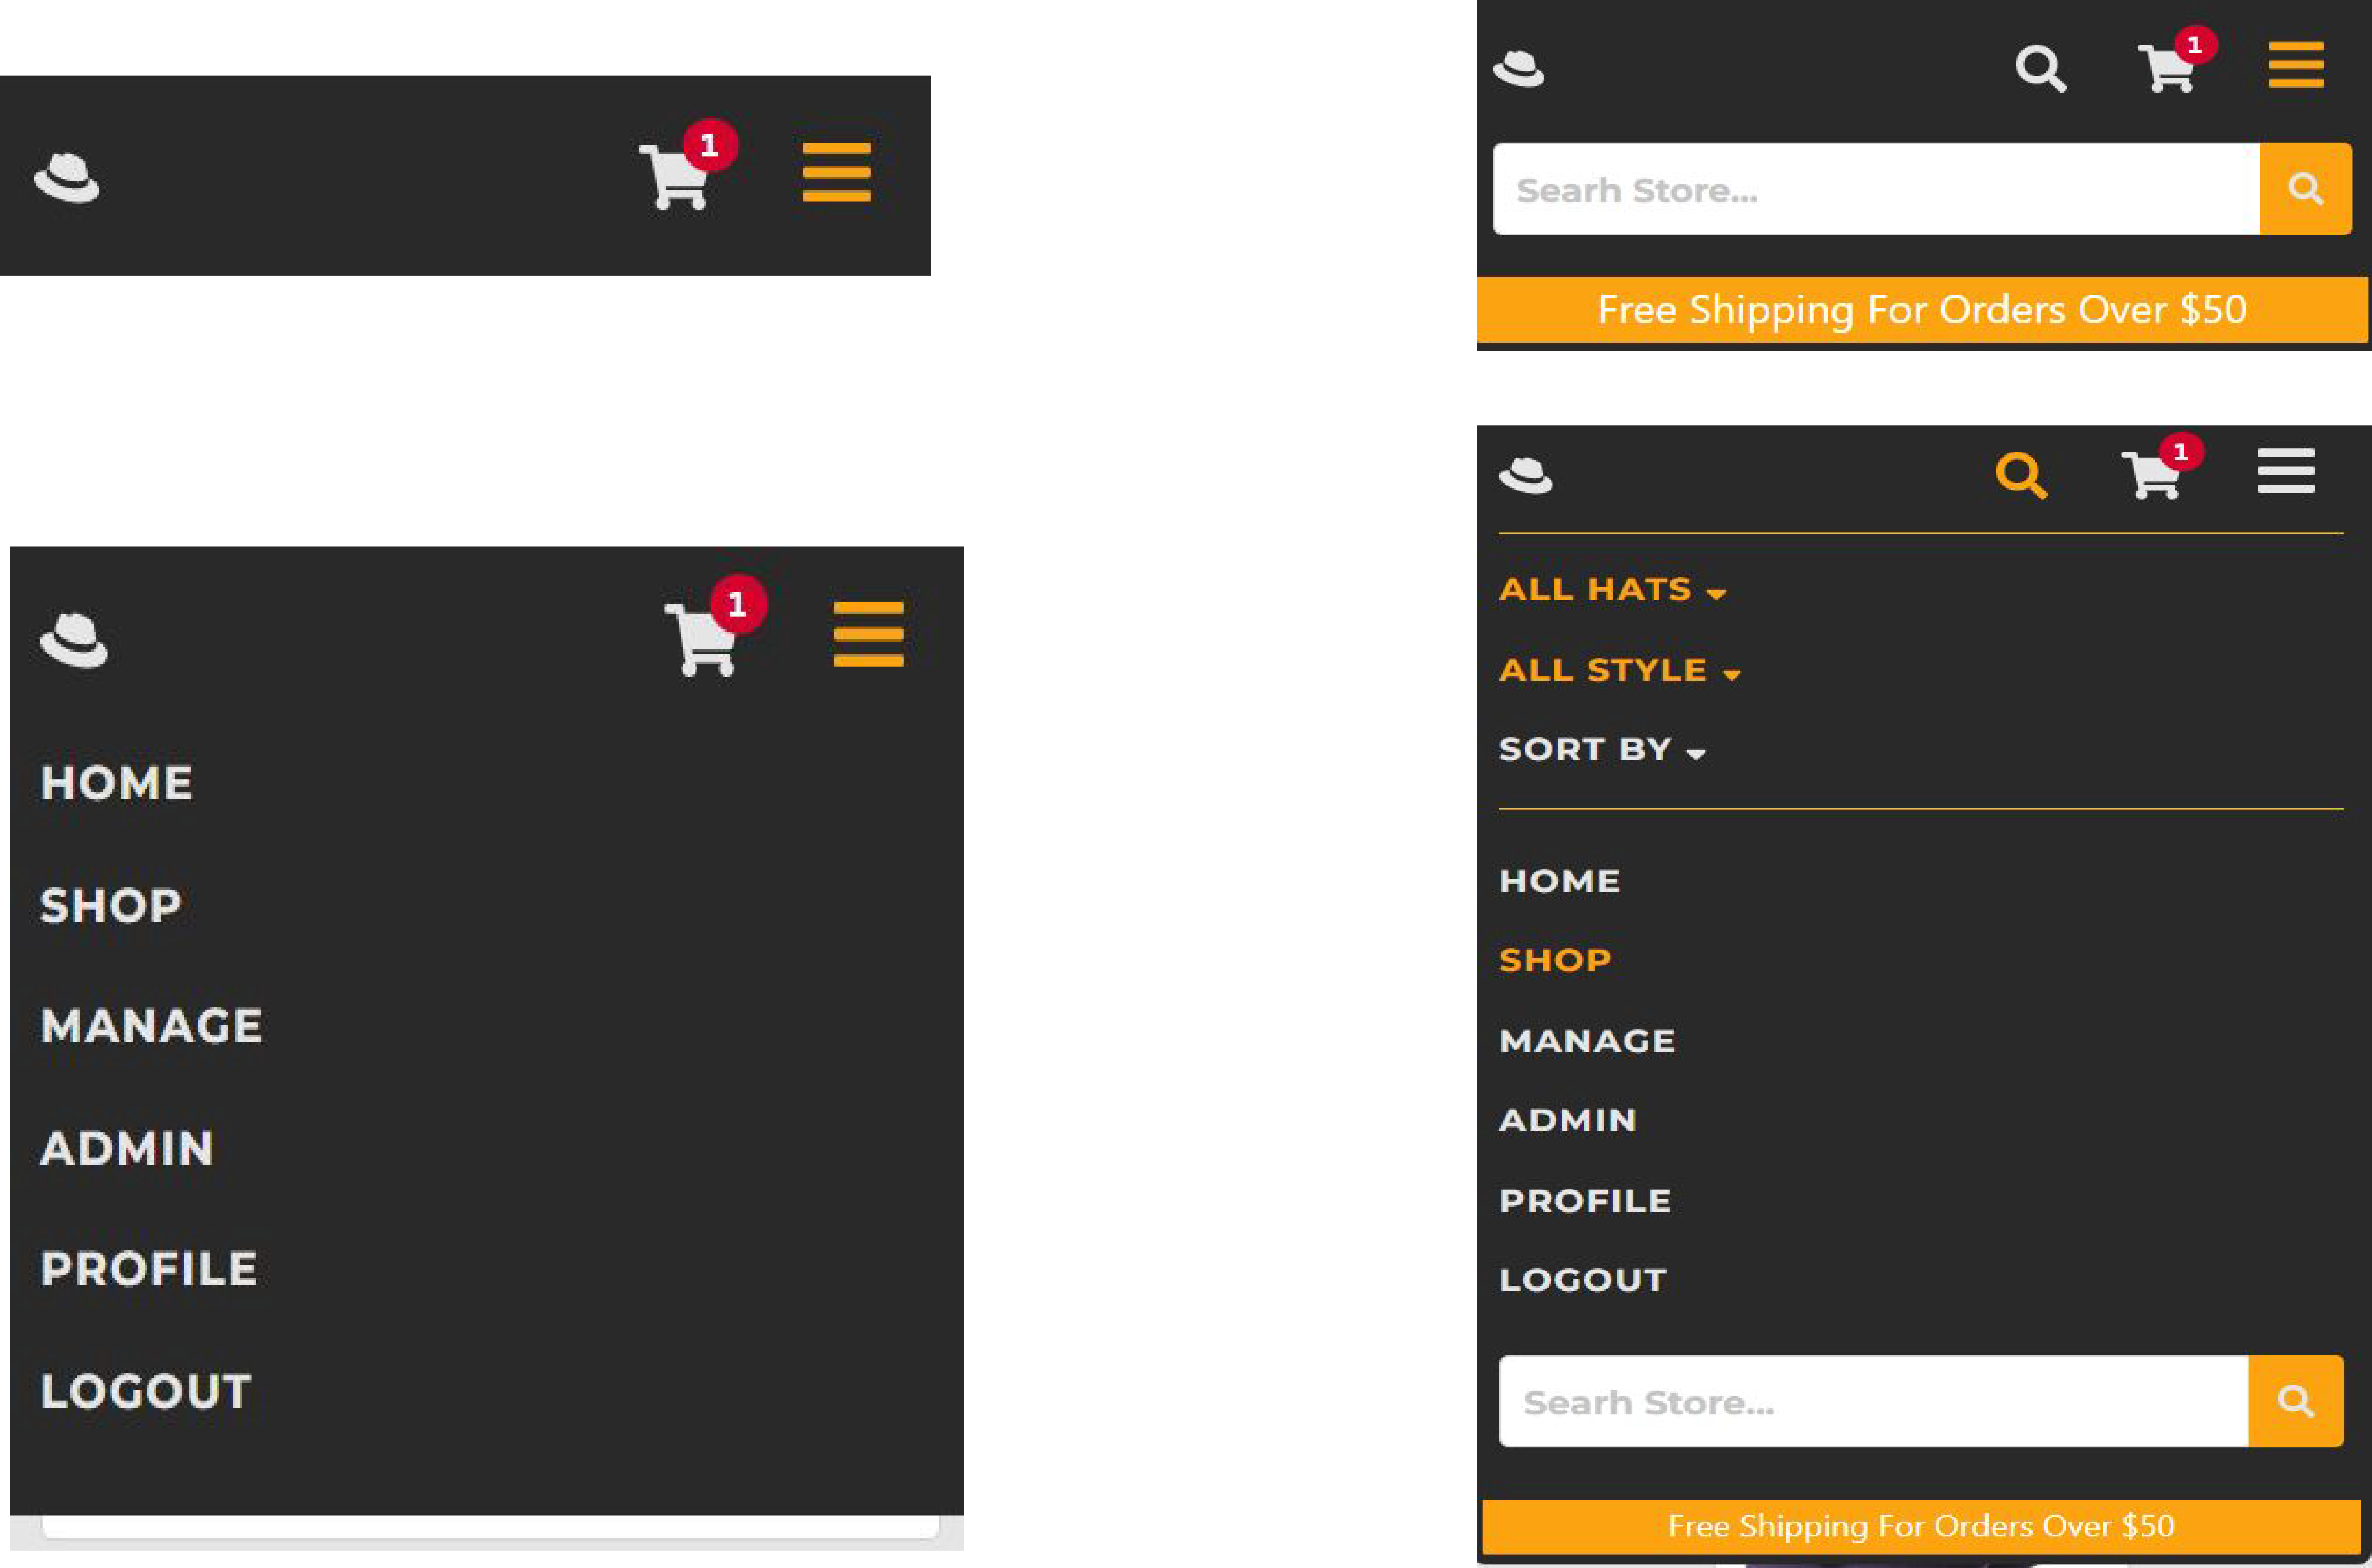 1
1
HOME
SHOP
MANAGE
ADMIN
PROFILE
LOGOUT
1
Searh Store...
Free Shipping For Orders Over $50
1
ALL HATS
ALL STYLE
SORT BY
HOME
SHOP
MANAGE
ADMIN
PROFILE
LOGOUT
Searh Store...
Free Shipping For Orders Over $50